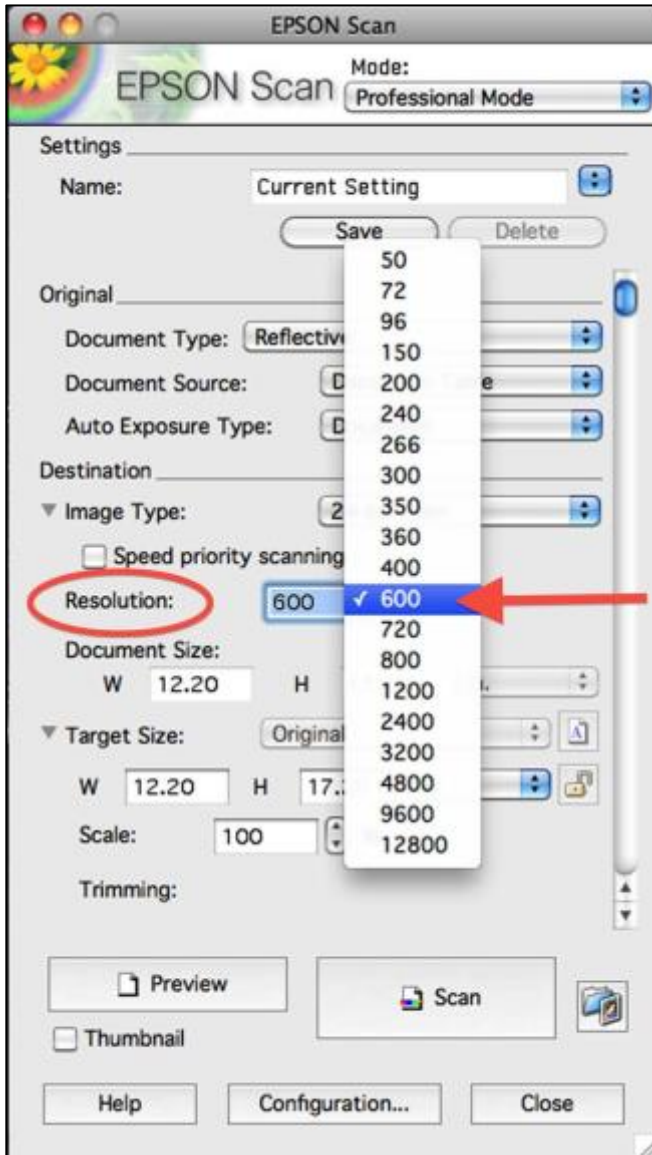 EPSON Scan
EPSON Scan
Mode:
Professional Mode
Settings
Name: Current Setting
Save Delete
Original
Document Type: Reflective
Document Source: D e
Auto Exposure Type: D
Destination
Image Type: 2
Speed priority scanning
Resolution: 600
Document Size:
W 12.20 H
Target Size: Original
W 12.20 H 17.
Scale: 100
Trimming:
50
72
96
150
200
240
266
300
350
360
400
✓ 600
720
800
1200
2400
3200
4800
9600
12800
Preview
Scan
Thumbnail
Help Configuration... Close